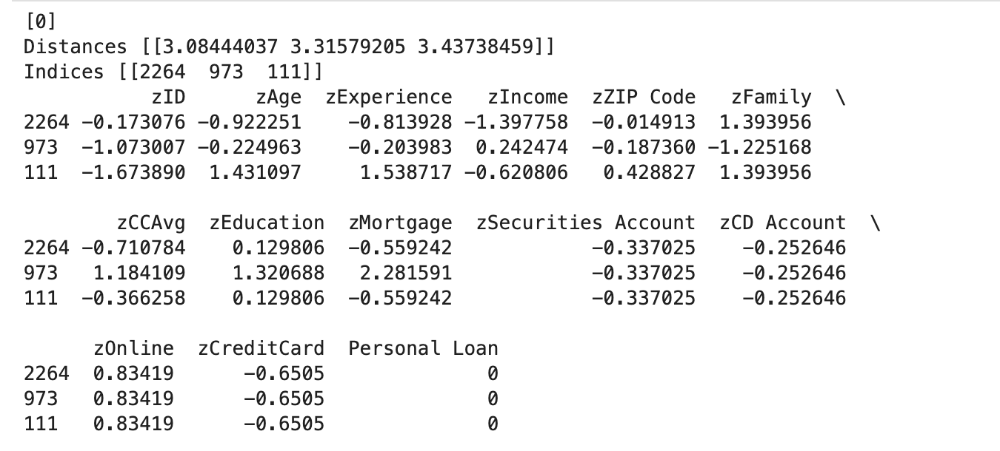 [0]
Distances [[3.08444037 3.31579205 3.43738459]]
Indices [[2264  973  111]]
           zID      zAge  zExperience   zIncome  zZIP Code   zFamily  \
2264 -0.173076 -0.922251    -0.813928 -1.397758  -0.014913  1.393956
973  -1.073007 -0.224963    -0.203983  0.242474  -0.187360 -1.225168
111  -1.673890  1.431097     1.538717 -0.620806   0.428827  1.393956
        zCCAvg  zEducation  zMortgage  zSecurities Account  zCD Account  \
2264 -0.710784    0.129806  -0.559242            -0.337025    -0.252646
973   1.184109    1.320688   2.281591            -0.337025    -0.252646
111  -0.366258    0.129806  -0.559242            -0.337025    -0.252646
      zOnline  zCreditCard  Personal Loan
2264  0.83419      -0.6505              0
973   0.83419      -0.6505              0
111   0.83419      -0.6505              0